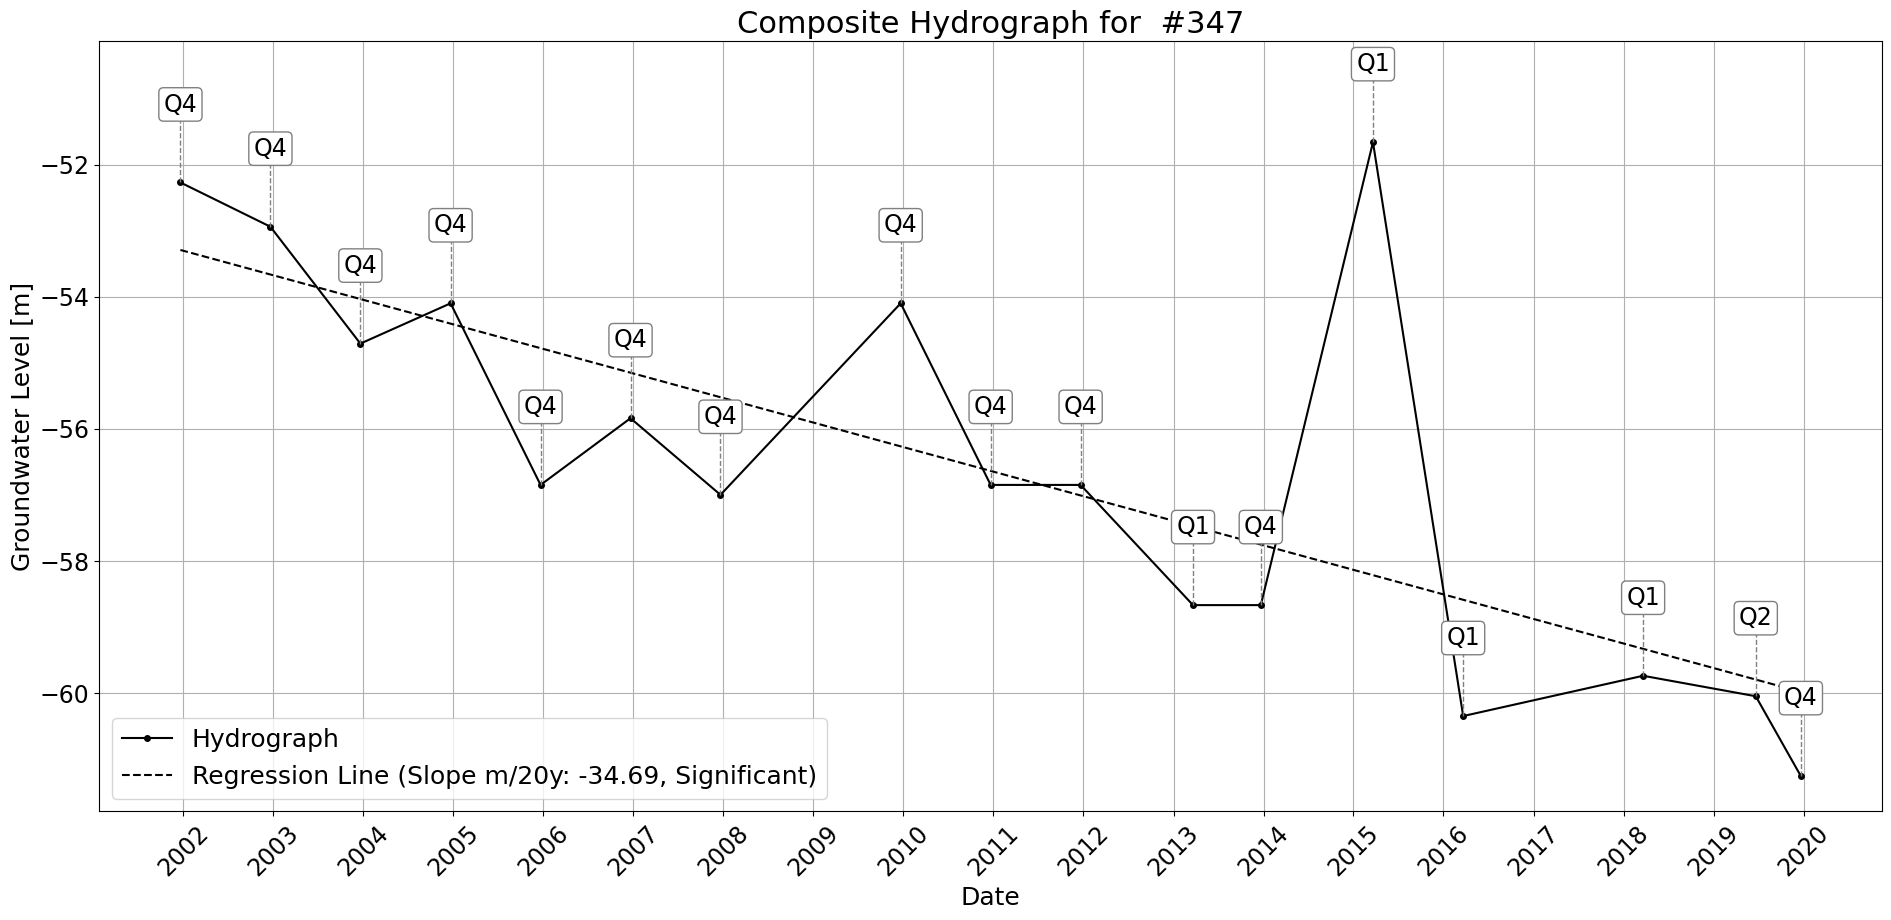 Composite Hydrograph for  #347
Q1
Q4
Q4
Q4
Q4
Q4
Q4
Q4
Q4
Q4
Q4
Q4
Q1
Q4
Q1
Q2
Q1
Q4
−52
−54
−56
−58
−60
Groundwater Level [m]
Hydrograph
Regression Line (Slope m/20y: -34.69, Significant)
2002 2003 2004 2005 2006 2007 2008 2009 2010 2011 2012 2013 2014 2015 2016 2017 2018 2019 2020
Date